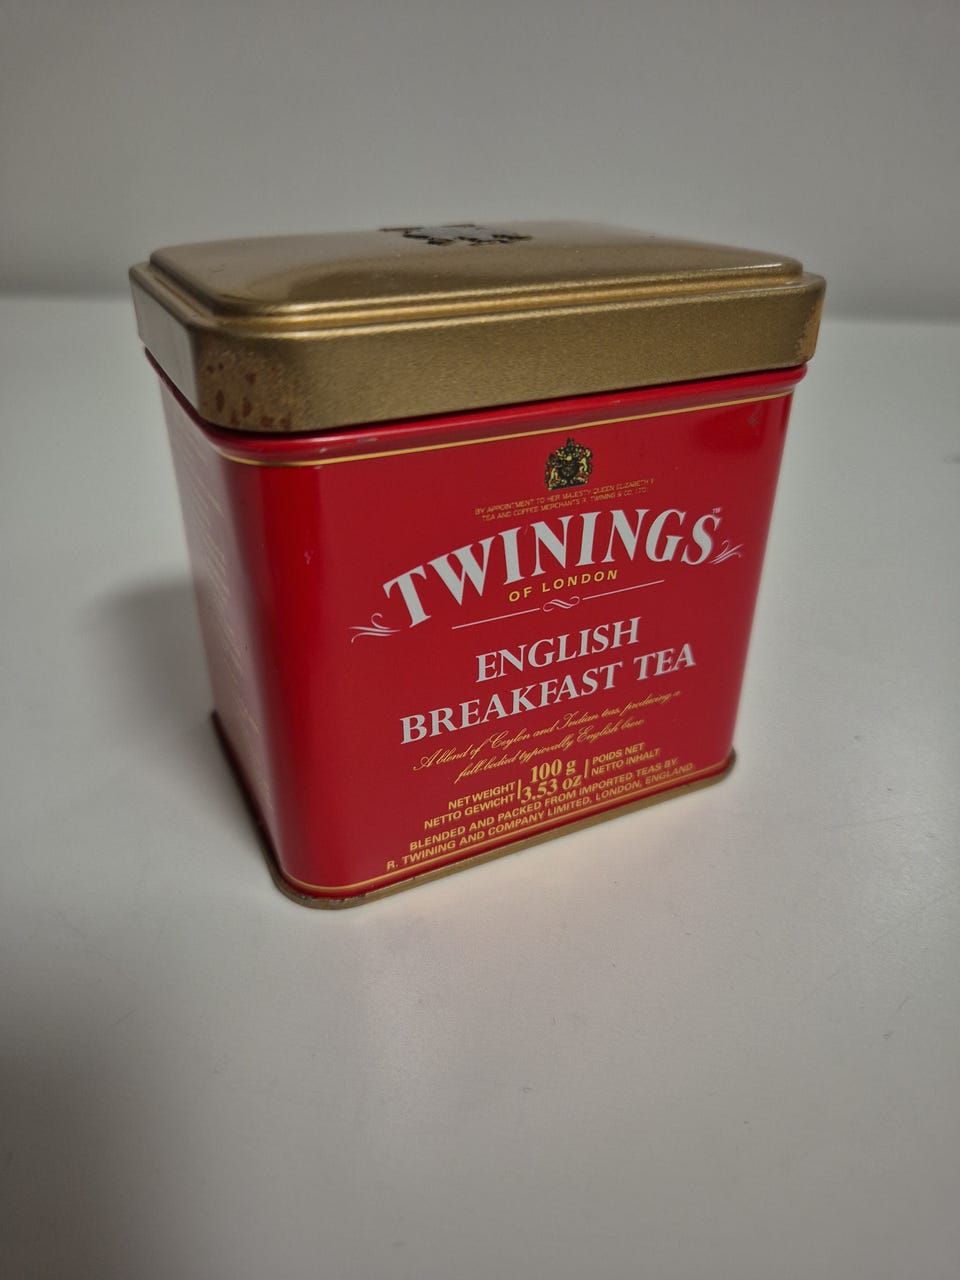 BY APPOINTMENT TO HER MAJESTY QUEEN ELIZABETH II
TEA AND COFFEE MERCHANTS R. TWINING & CO. LTD.
TWININGS™
OF LONDON
ENGLISH
BREAKFAST TEA
A blend of Ceylon and Indian teas, producing a
full-bodied typically English brew.
NET WEIGHT 100 g POIDS NET
NETTO GEWICHT 3.53 oz NETTO INHALT
BLENDED AND PACKED FROM IMPORTED TEAS BY
R. TWINING AND COMPANY LIMITED, LONDON, ENGLAND.